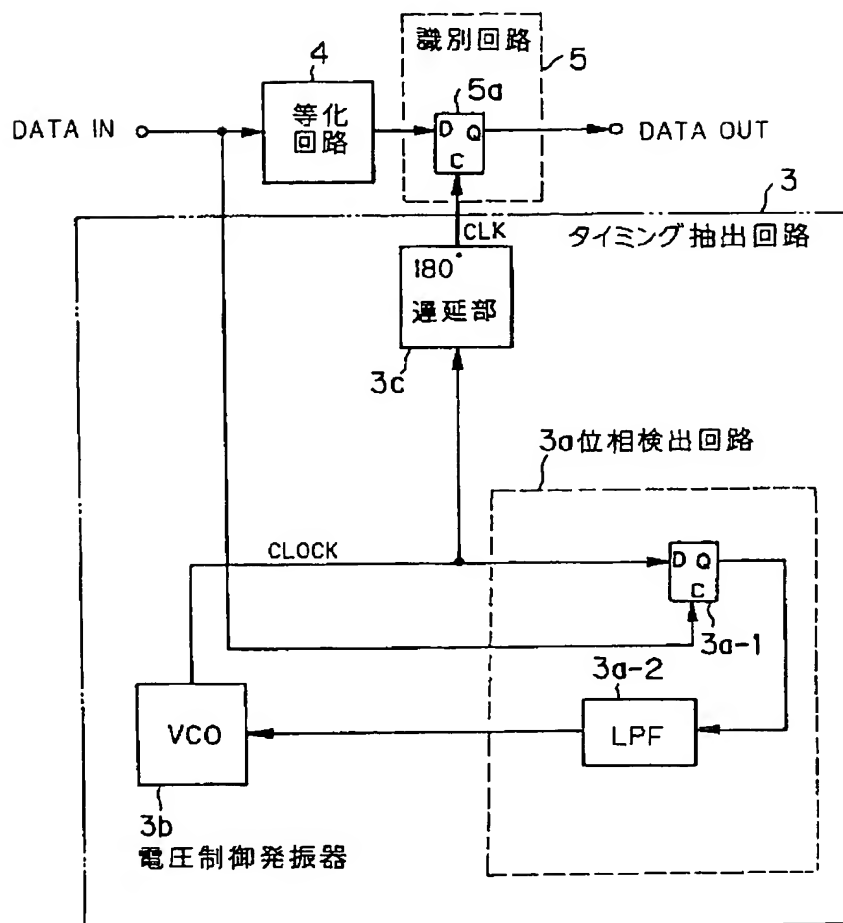 識別回路
4
5
等化
回路
5a
DATA IN
D Q
C
DATA OUT
3
CLK
タイミング抽出回路
180°
遅延部
3c
3a位相検出回路
CLOCK
D Q
C
3a-1
3a-2
VCO
LPF
3b
電圧制御発振器